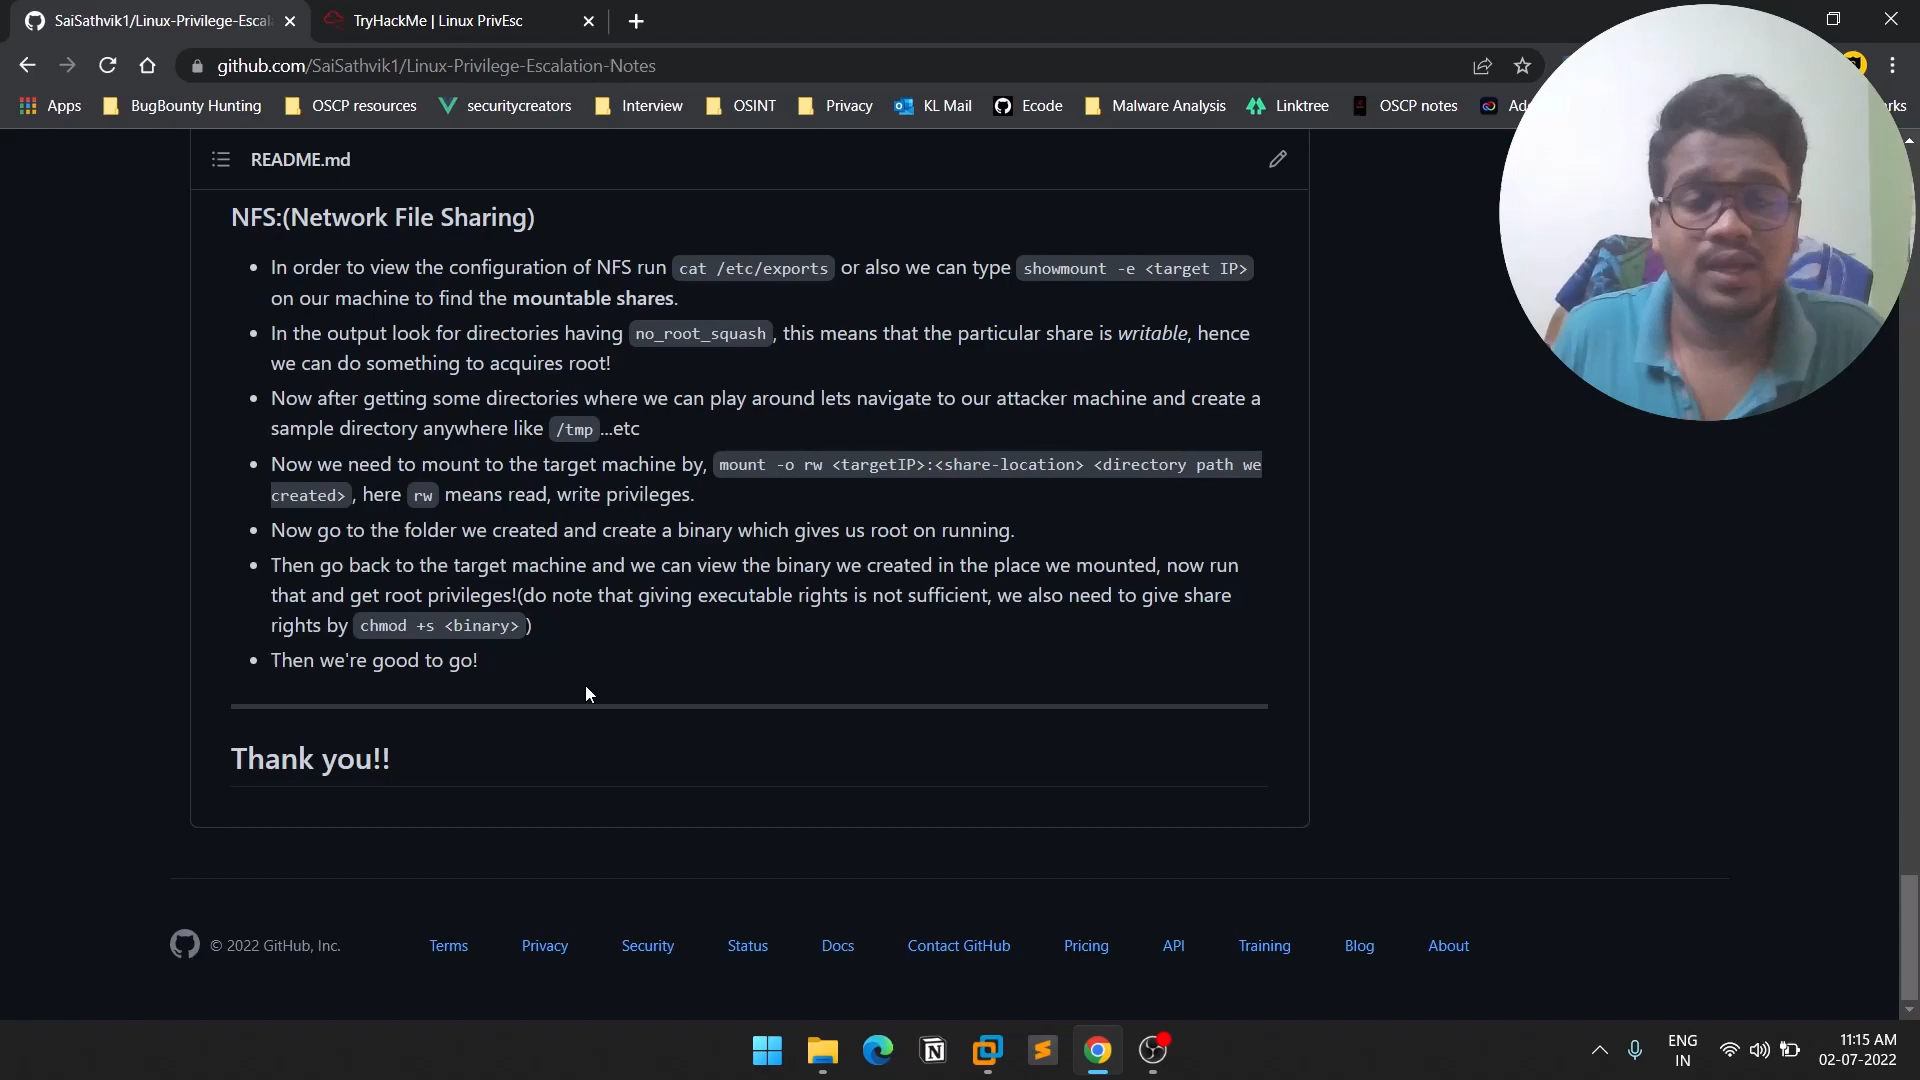 SaiSathvik1/Linux-Privilege-Escal
TryHackMe | Linux PrivEsc
github.com/SaiSathvik1/Linux-Privilege-Escalation-Notes
Apps
BugBounty Hunting
OSCP resources
securitycreators
Interview
OSINT
Privacy
KL Mail
Ecode
Malware Analysis
Linktree
OSCP notes
README.md
NFS:(Network File Sharing)
• In order to view the configuration of NFS run cat /etc/exports or also we can type showmount -e <target IP>
on our machine to find the mountable shares.
• In the output look for directories having no_root_squash, this means that the particular share is writable, hence
we can do something to acquires root!
• Now after getting some directories where we can play around lets navigate to our attacker machine and create a
sample directory anywhere like /tmp...etc
• Now we need to mount to the target machine by, mount -o rw <targetIP>:<share-location> <directory path we
created>, here rw means read, write privileges.
• Now go to the folder we created and create a binary which gives us root on running.
• Then go back to the target machine and we can view the binary we created in the place we mounted, now run
that and get root privileges!(do note that giving executable rights is not sufficient, we also need to give share
rights by chmod +s <binary>)
• Then we're good to go!
Thank you!!
© 2022 GitHub, Inc.
Terms
Privacy
Security
Status
Docs
Contact GitHub
Pricing
API
Training
Blog
About
ENG
IN
11:15 AM
02-07-2022